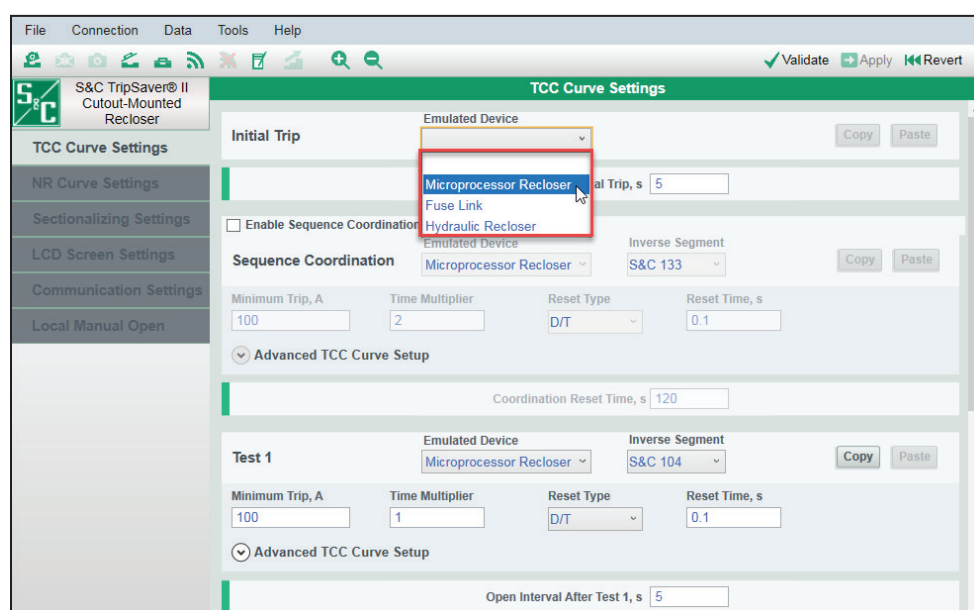 File Connection Data Tools Help
Validate Apply Revert
S&C
S&C TripSaver® II
Cutout-Mounted
Recloser
TCC Curve Settings
NR Curve Settings
Sectionalizing Settings
LCD Screen Settings
Communication Settings
Local Manual Open
TCC Curve Settings
Emulated Device
Initial Trip
Copy Paste
Microprocessor Recloser
Fuse Link
Hydraulic Recloser
al Trip, s 5
Enable Sequence Coordination
Emulated Device Inverse Segment
Sequence Coordination Microprocessor Recloser S&C 133 Copy Paste
Minimum Trip, A Time Multiplier Reset Type Reset Time, s
100 2 D/T 0.1
Advanced TCC Curve Setup
Coordination Reset Time, s 120
Emulated Device Inverse Segment
Test 1 Microprocessor Recloser S&C 104 Copy Paste
Minimum Trip, A Time Multiplier Reset Type Reset Time, s
100 1 D/T 0.1
Advanced TCC Curve Setup
Open Interval After Test 1, s 5